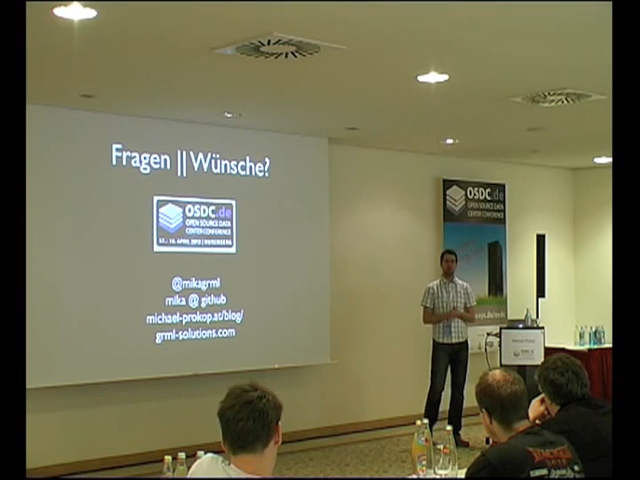 Fragen || Wünsche?
OSDC.de
OPEN SOURCE DATA
CENTER CONFERENCE
@mikagrml
mika @ github
michael-prokop.at/blog/
grml-solutions.com
OSDC.de
OPEN SOURCE DATA
CENTER CONFERENCE
OSDC